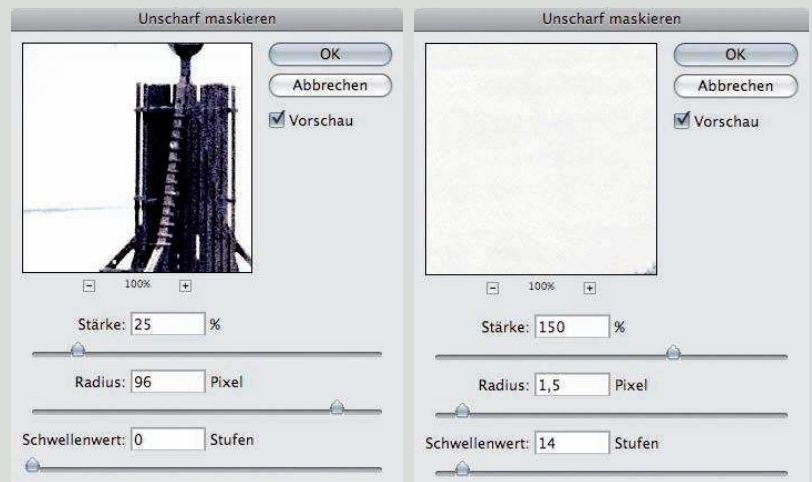 Unscharf maskieren
OK
Abbrechen
Vorschau
100%
Stärke: 25 %
Radius: 96 Pixel
Schwellenwert: 0 Stufen
Unscharf maskieren
OK
Abbrechen
Vorschau
100%
Stärke: 150 %
Radius: 1,5 Pixel
Schwellenwert: 14 Stufen